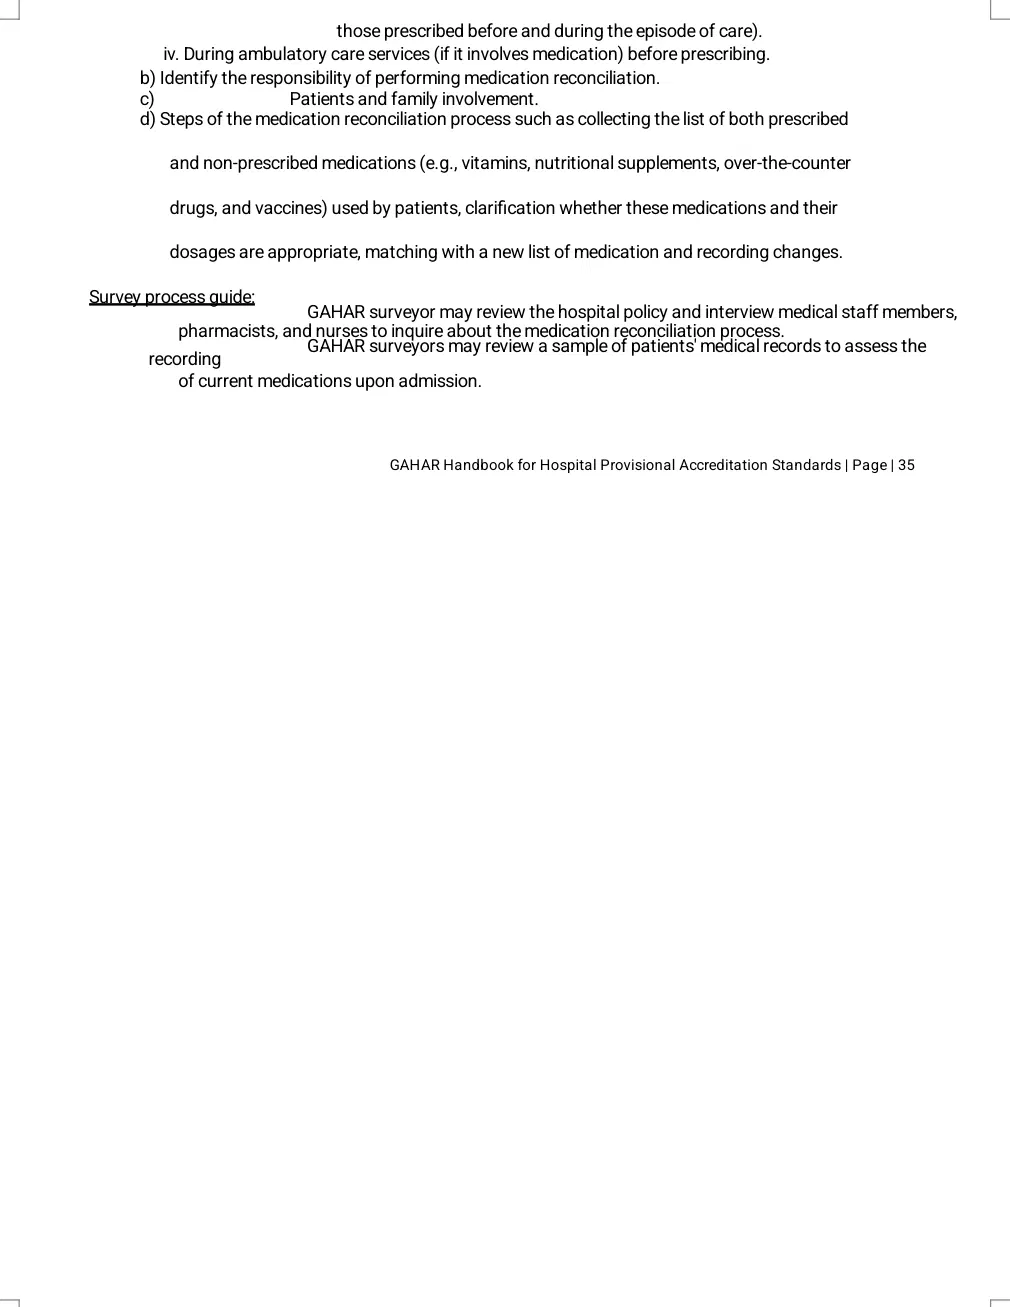 those prescribed before and during the episode of care).
iv. During ambulatory care services (if it involves medication) before prescribing.
b) Identify the responsibility of performing medication reconciliation.
c) Patients and family involvement.
d) Steps of the medication reconciliation process such as collecting the list of both prescribed
and non-prescribed medications (e.g., vitamins, nutritional supplements, over-the-counter
drugs, and vaccines) used by patients, clarification whether these medications and their
dosages are appropriate, matching with a new list of medication and recording changes.
Survey process guide:
GAHAR surveyor may review the hospital policy and interview medical staff members,
pharmacists, and nurses to inquire about the medication reconciliation process.
GAHAR surveyors may review a sample of patients' medical records to assess the
recording
of current medications upon admission.
GAHAR Handbook for Hospital Provisional Accreditation Standards | Page | 35